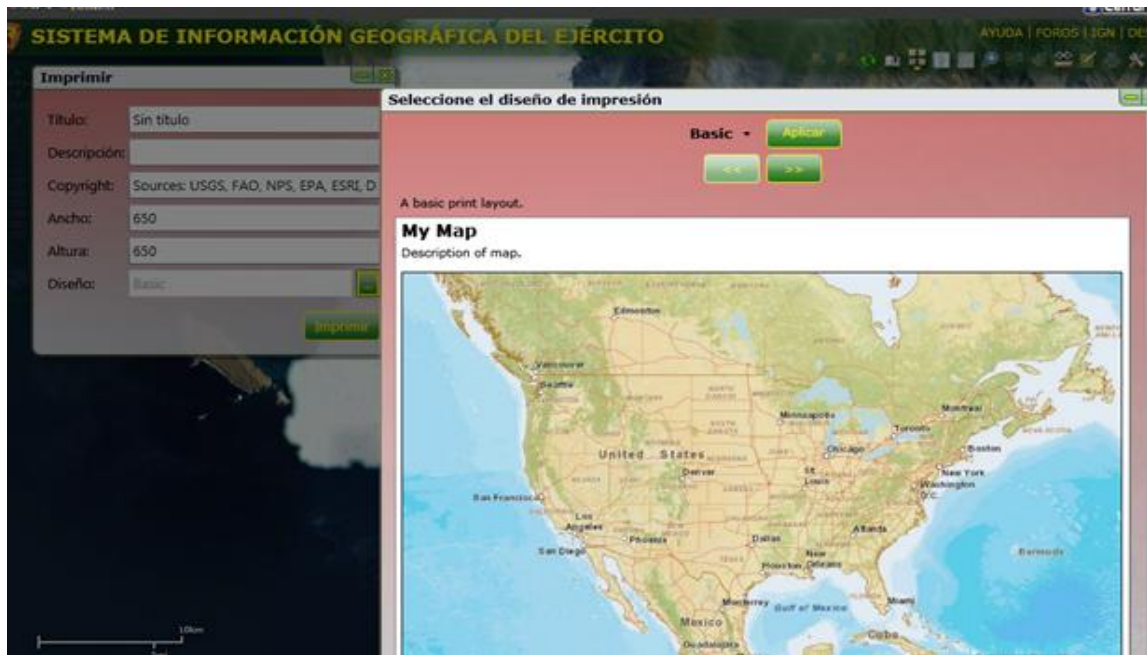 SISTEMA DE INFORMACIÓN GEOGRÁFICA DEL EJÉRCITO
AYUDA | FOROS | IGN | DE
Imprimir
Título: Sin título
Descripción:
Copyright: Sources: USGS, FAO, NPS, EPA, ESRI, D
Ancho: 650
Altura: 650
Diseño: Basic
Imprimir
Seleccione el diseño de impresión
Basic Aplicar
<< >>
A basic print layout.
My Map
Description of map.
Edmonton
Vancouver
Seattle
Minneapolis
Montreal
Toronto
United States
Chicago
Boston
Denver
St. Louis
New York
Washington D.C.
San Francisco
Los Angeles
Phoenix
Atlanta
San Diego
Dallas
Bermuda
Houston
New Orleans
Monterrey
Gulf of Mexico
Miami
Mexico
Cuba
Guadalajara
10km